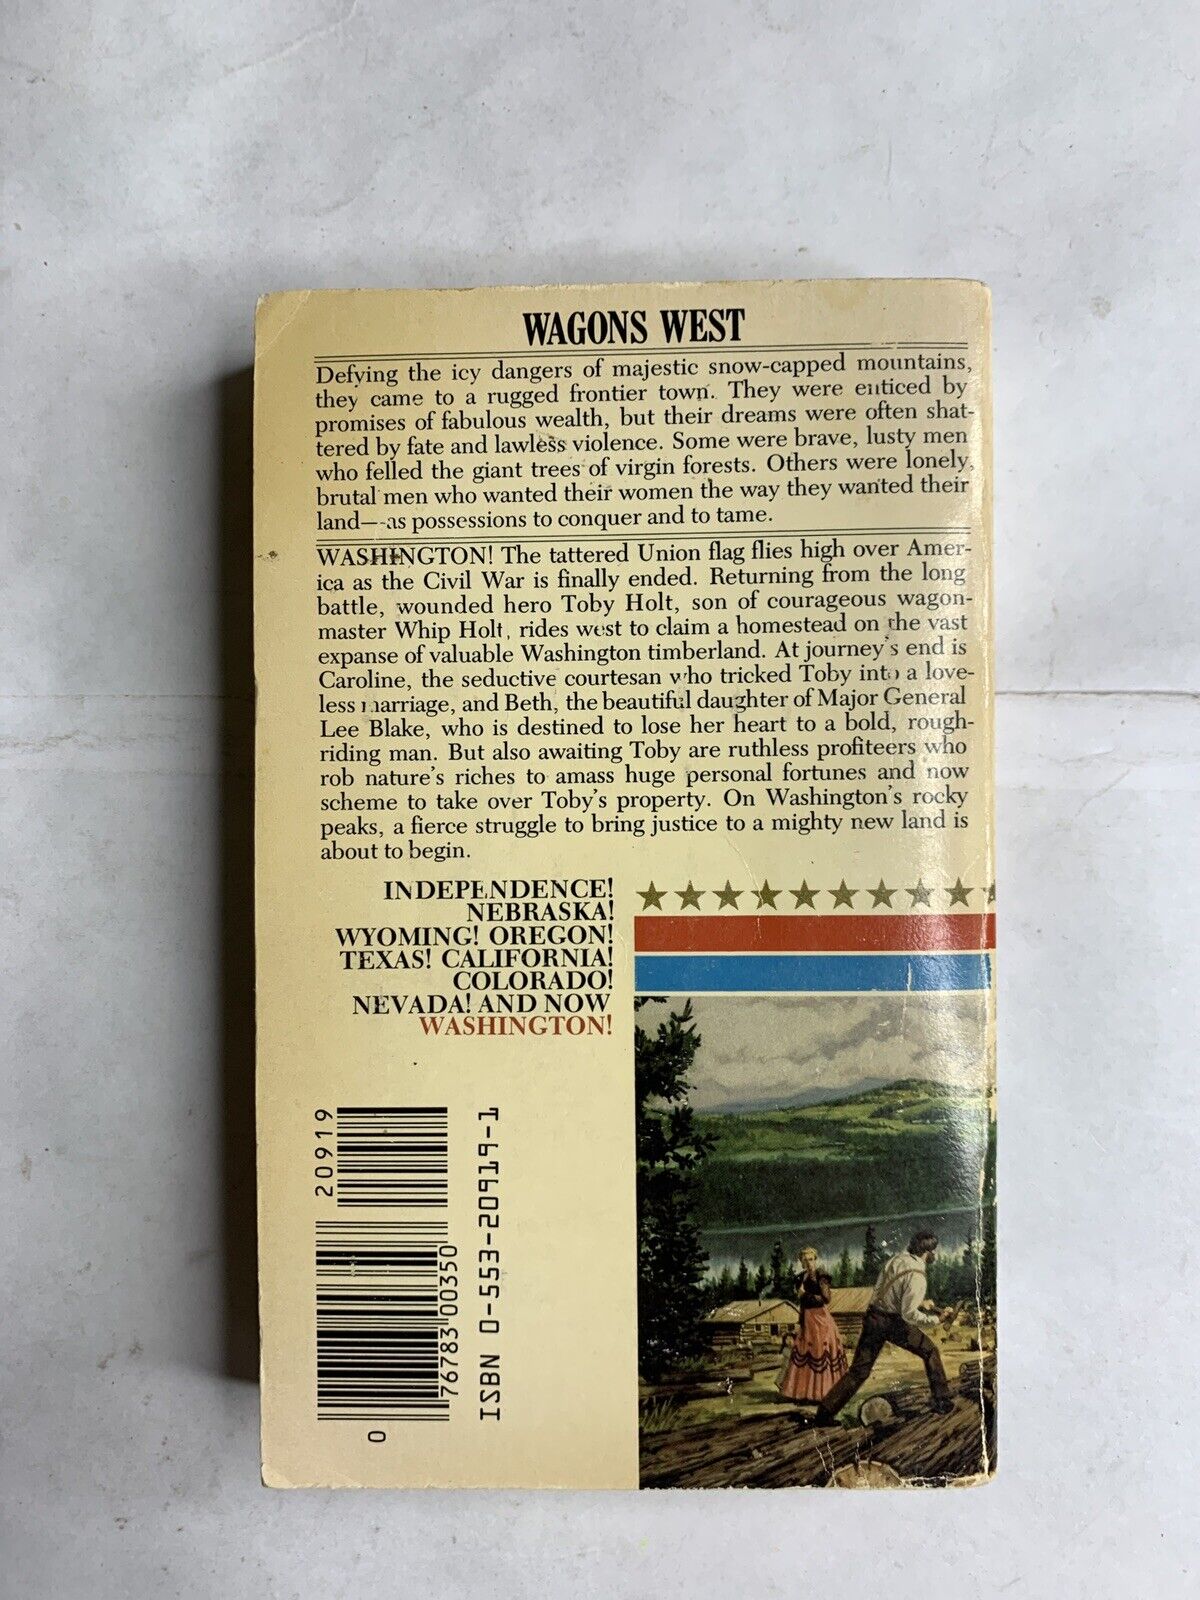 WAGONS WEST
Defying the icy dangers of majestic snow-capped mountains,
they came to a rugged frontier town. They were enticed by
promises of fabulous wealth, but their dreams were often shat-
tered by fate and lawless violence. Some were brave, lusty men
who felled the giant trees of virgin forests. Others were lonely,
brutal men who wanted their women the way they wanted their
land—as possessions to conquer and to tame.
WASHINGTON! The tattered Union flag flies high over Amer-
ica as the Civil War is finally ended. Returning from the long
battle, wounded hero Toby Holt, son of courageous wagon-
master Whip Holt, rides west to claim a homestead on the vast
expanse of valuable Washington timberland. At journey's end is
Caroline, the seductive courtesan who tricked Toby into a love-
less marriage, and Beth, the beautiful daughter of Major General
Lee Blake, who is destined to lose her heart to a bold, rough-
riding man. But also awaiting Toby are ruthless profiteers who
rob nature's riches to amass huge personal fortunes and now
scheme to take over Toby's property. On Washington's rocky
peaks, a fierce struggle to bring justice to a mighty new land is
about to begin.
INDEPENDENCE!
NEBRASKA!
WYOMING! OREGON!
TEXAS! CALIFORNIA!
COLORADO!
NEVADA! AND NOW
WASHINGTON!
20919
0 76783 00350
ISBN 0-553-20919-1